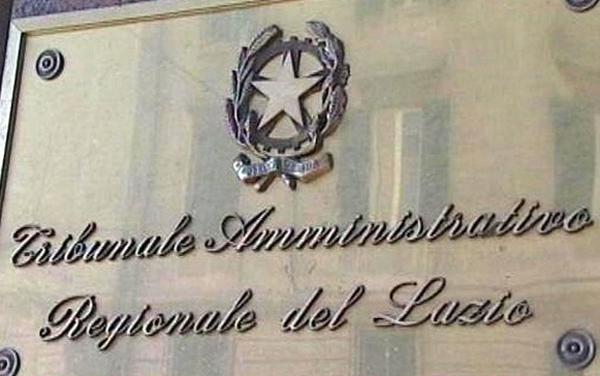 Tribunale Amministrativo
Regionale del Lazio